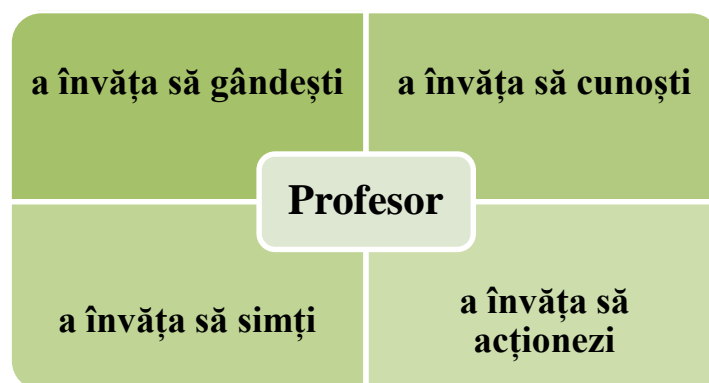 a învăța să gândești
a învăța să cunoști
Profesor
a învăța să simți
a învăța să
acționezi